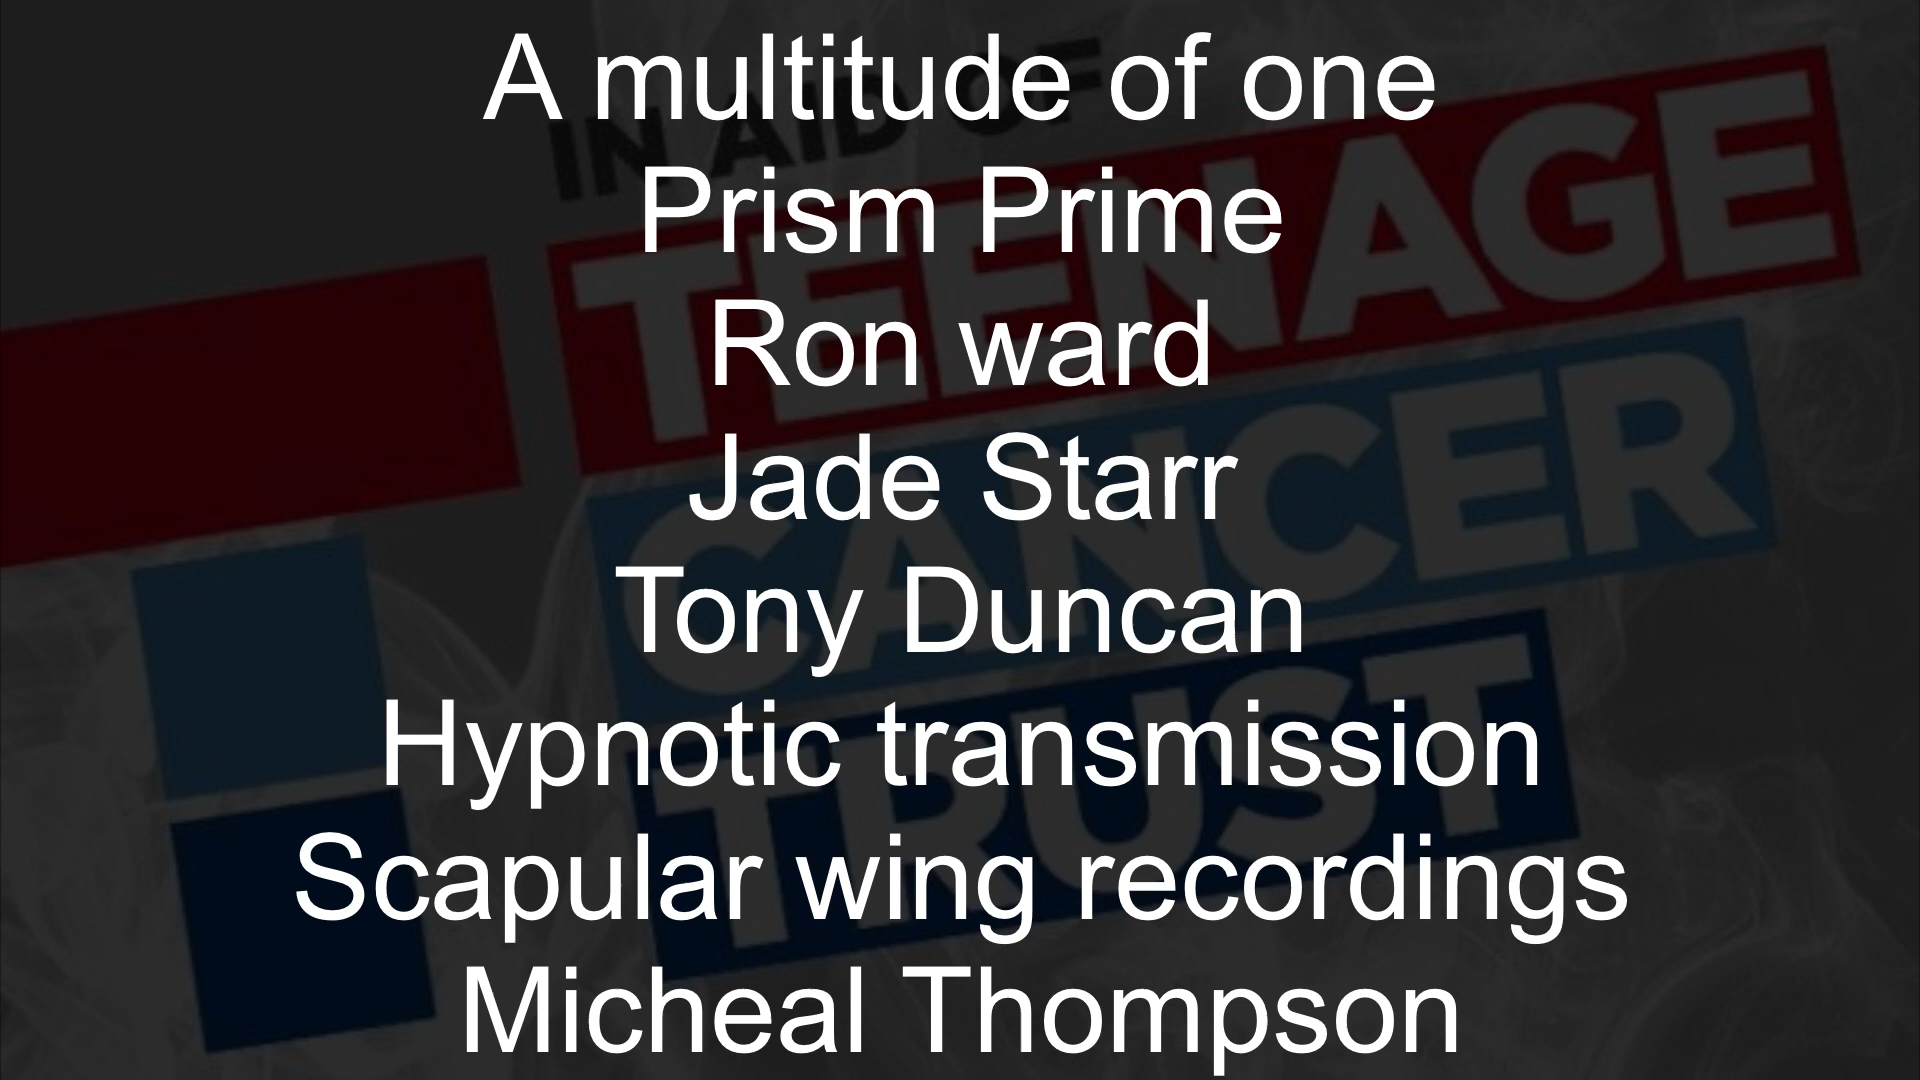 A multitude of one
Prism Prime
Ron ward
Jade Starr
Tony Duncan
Hypnotic transmission
Scapular wing recordings
Micheal Thompson
IN AID OF
TEENAGE
CANCER
TRUST